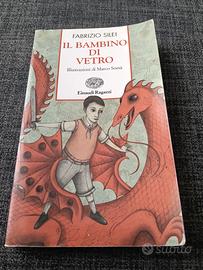 FABRIZIO SILEI
IL BAMBINO
DI
VETRO
Illustrazioni di Marco Somà
Einaudi Ragazzi
subito